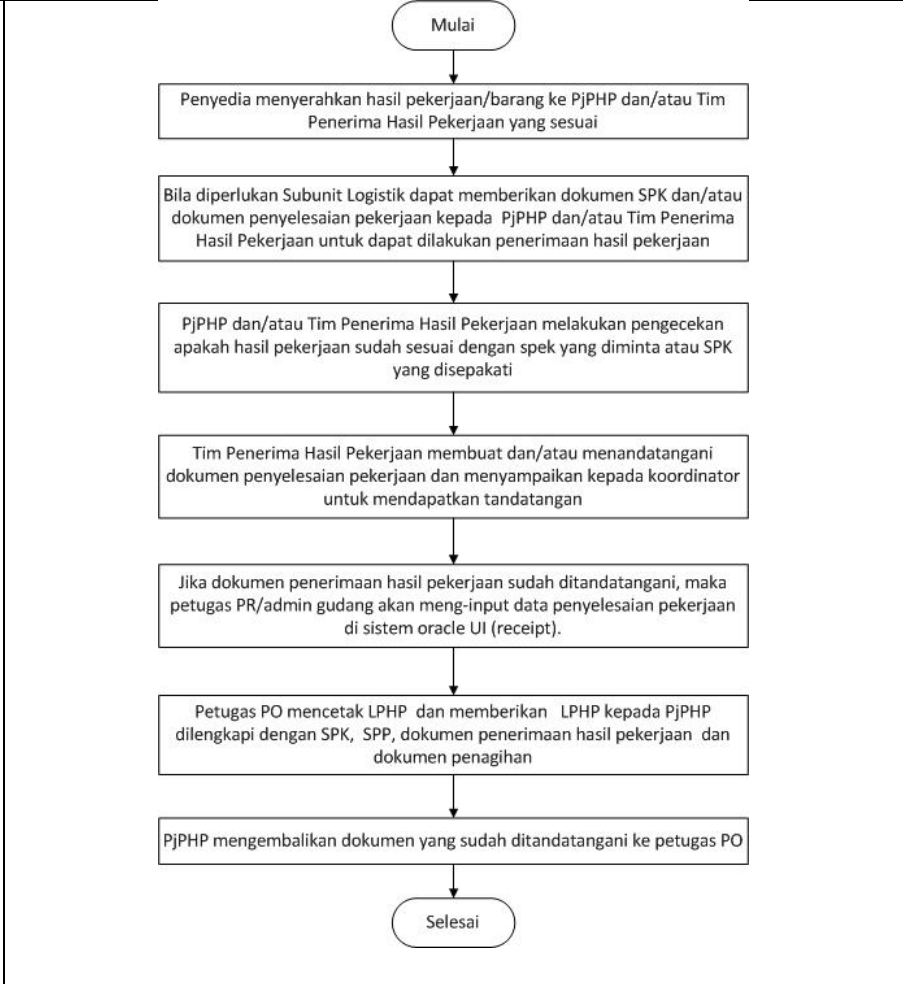 Mulai
Penyedia menyerahkan hasil pekerjaan/barang ke PjPHP dan/atau Tim
Penerima Hasil Pekerjaan yang sesuai
Bila diperlukan Subunit Logistik dapat memberikan dokumen SPK dan/atau
dokumen penyelesaian pekerjaan kepada PjPHP dan/atau Tim Penerima
Hasil Pekerjaan untuk dapat dilakukan penerimaan hasil pekerjaan
PjPHP dan/atau Tim Penerima Hasil Pekerjaan melakukan pengecekan
apakah hasil pekerjaan sudah sesuai dengan spek yang diminta atau SPK
yang disepakati
Tim Penerima Hasil Pekerjaan membuat dan/atau menandatangani
dokumen penyelesaian pekerjaan dan menyampaikan kepada koordinator
untuk mendapatkan tandatangan
Jika dokumen penerimaan hasil pekerjaan sudah ditandatangani, maka
petugas PR/admin gudang akan meng-input data penyelesaian pekerjaan
di sistem oracle UI (receipt).
Petugas PO mencetak LPHP dan memberikan LPHP kepada PjPHP
dilengkapi dengan SPK, SPP, dokumen penerimaan hasil pekerjaan dan
dokumen penagihan
PjPHP mengembalikan dokumen yang sudah ditandatangani ke petugas PO
Selesai